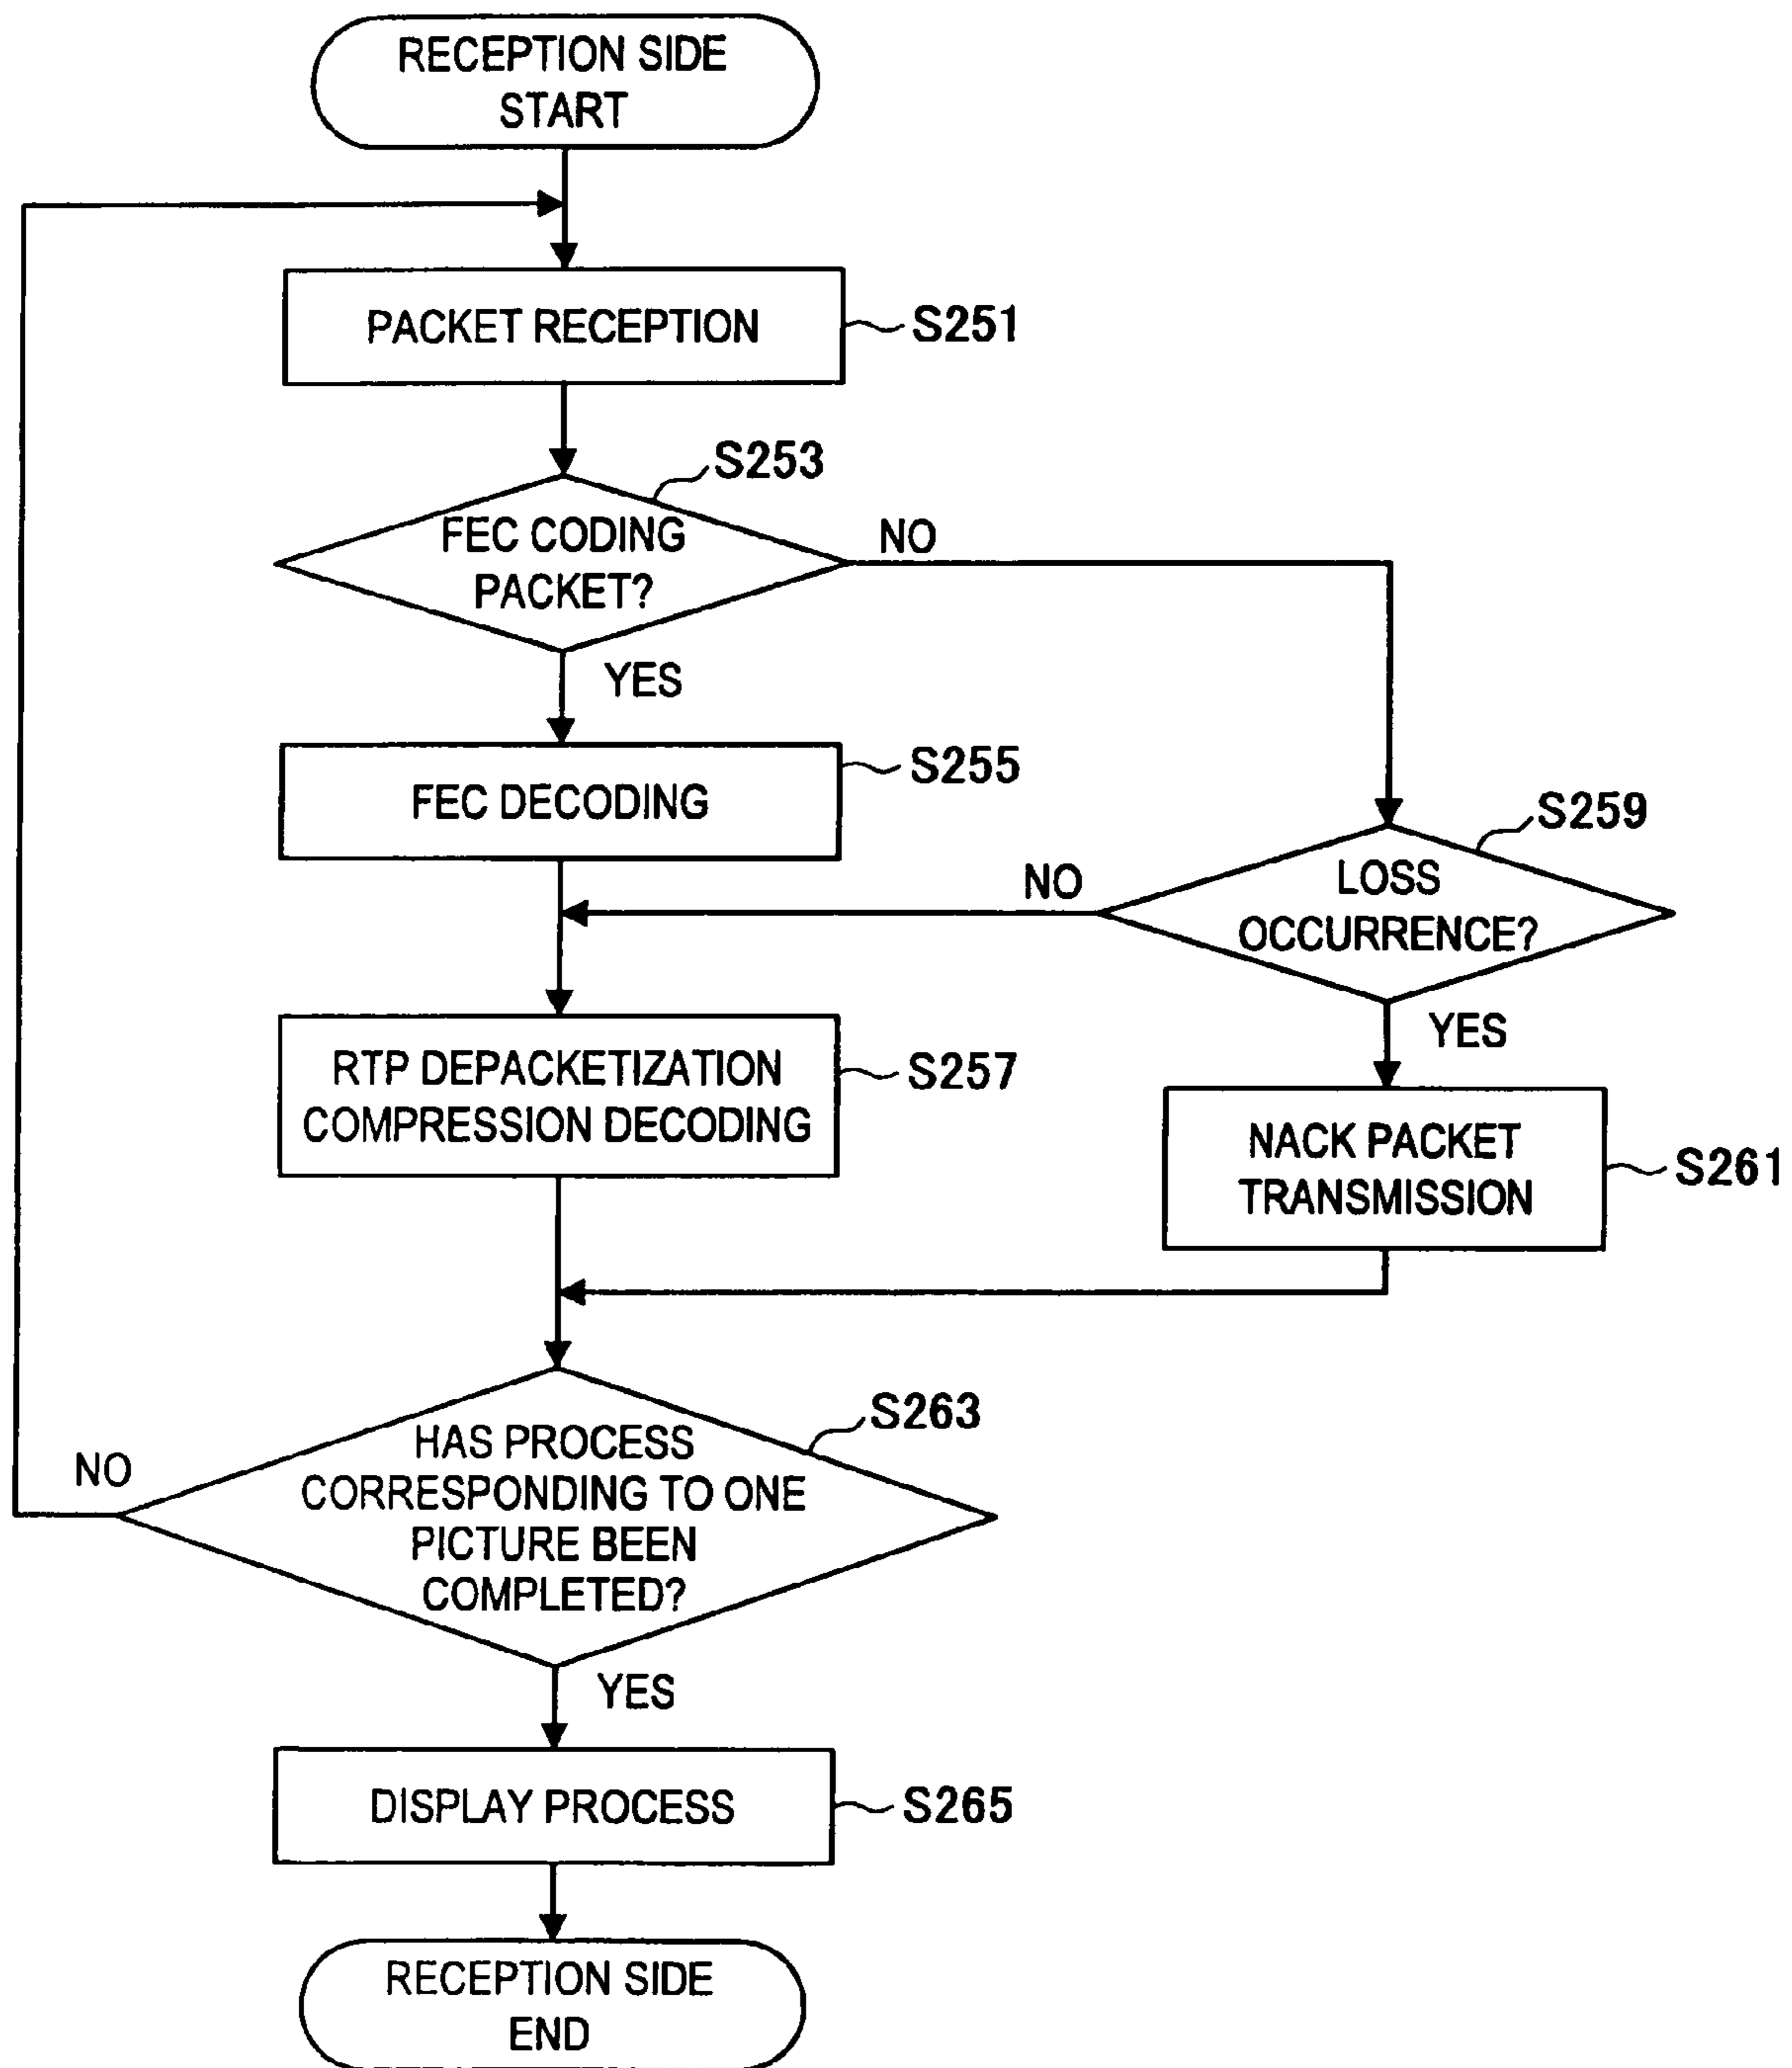 RECEPTION SIDE
START
PACKET RECEPTION
S251
S253
FEC CODING
PACKET?
NO
YES
FEC DECODING
S255
S259
LOSS
OCCURRENCE?
NO
YES
RTP DEPACKETIZATION
COMPRESSION DECODING
S257
NACK PACKET
TRANSMISSION
S261
S263
HAS PROCESS
CORRESPONDING TO ONE
PICTURE BEEN
COMPLETED?
NO
YES
DISPLAY PROCESS
S265
RECEPTION SIDE
END